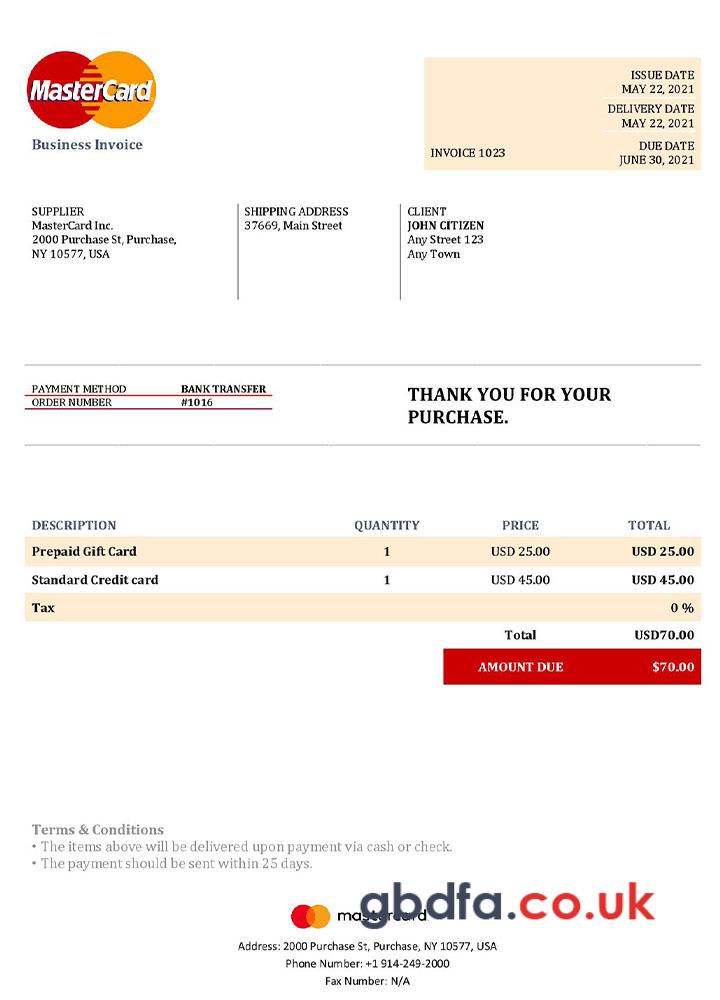 MasterCard
Business Invoice
ISSUE DATE
MAY 22, 2021
DELIVERY DATE
MAY 22, 2021
INVOICE 1023
DUE DATE
JUNE 30, 2021
SUPPLIER
MasterCard Inc.
2000 Purchase St, Purchase,
NY 10577, USA
SHIPPING ADDRESS
37669, Main Street
CLIENT
JOHN CITIZEN
Any Street 123
Any Town
PAYMENT METHOD BANK TRANSFER
ORDER NUMBER #1016
THANK YOU FOR YOUR
PURCHASE.
DESCRIPTION QUANTITY PRICE TOTAL
Prepaid Gift Card 1 USD 25.00 USD 25.00
Standard Credit card 1 USD 45.00 USD 45.00
Tax 0 %
Total USD70.00
AMOUNT DUE $70.00
Terms & Conditions
• The items above will be delivered upon payment via cash or check.
• The payment should be sent within 25 days.
mastercard
gbdfa.co.uk
Address: 2000 Purchase St, Purchase, NY 10577, USA
Phone Number: +1 914-249-2000
Fax Number: N/A